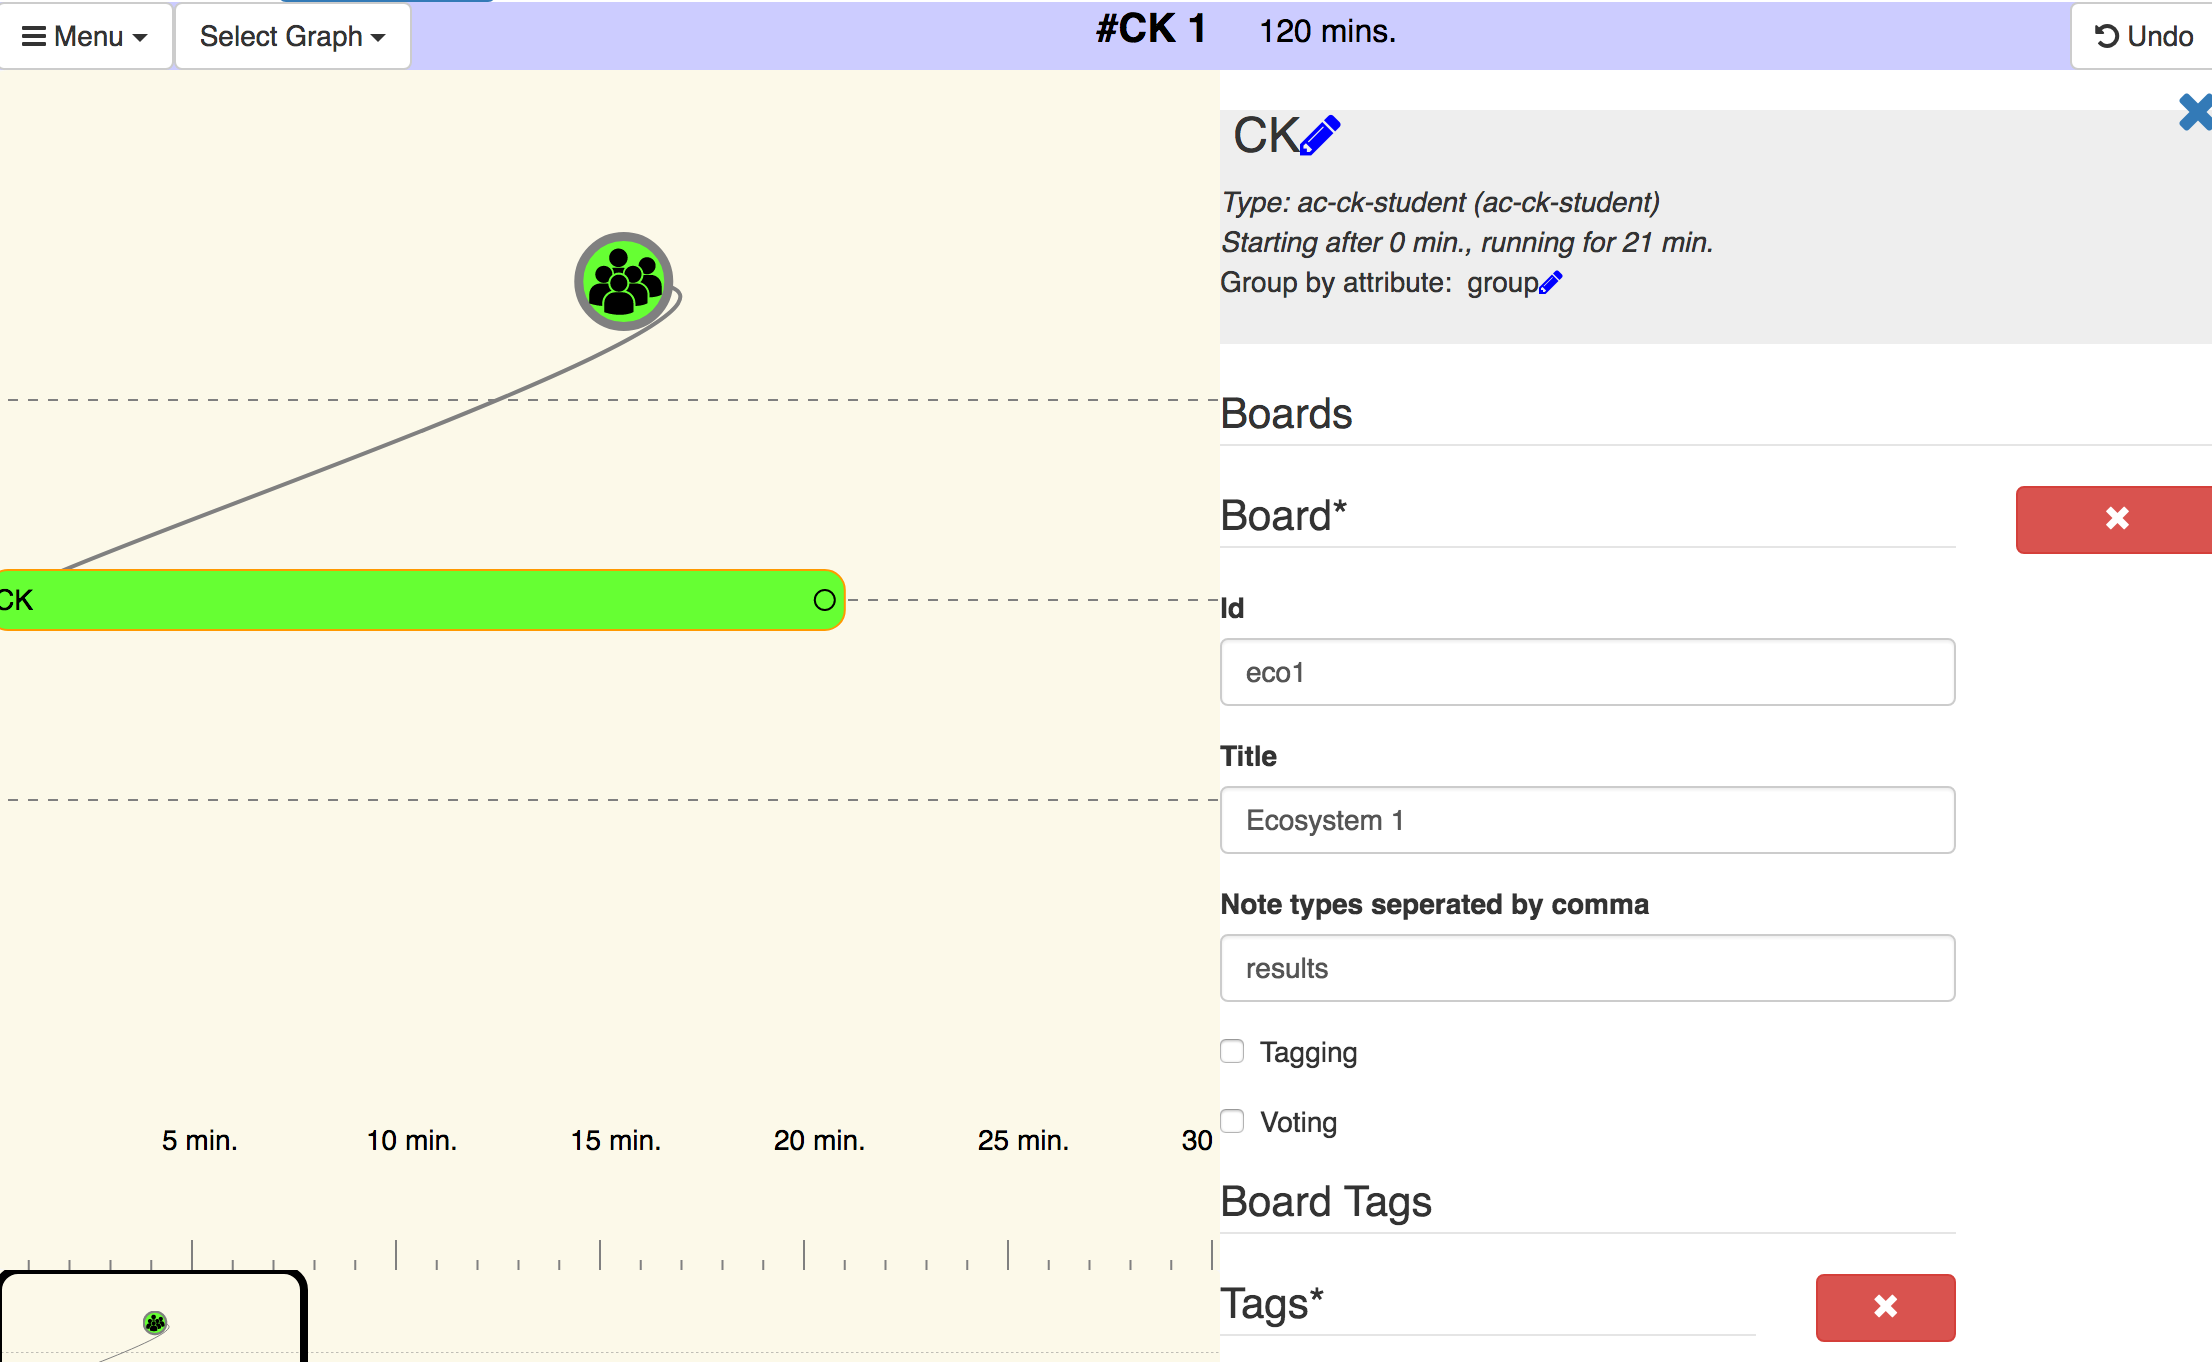 Menu
Select Graph
#CK 1
120 mins.
Undo
CK
Type: ac-ck-student (ac-ck-student)
Starting after 0 min., running for 21 min.
Group by attribute: group
Boards
Board*
CK
Id
eco1
Title
Ecosystem 1
Note types seperated by comma
results
Tagging
Voting
5 min.
10 min.
15 min.
20 min.
25 min.
30
Board Tags
Tags*